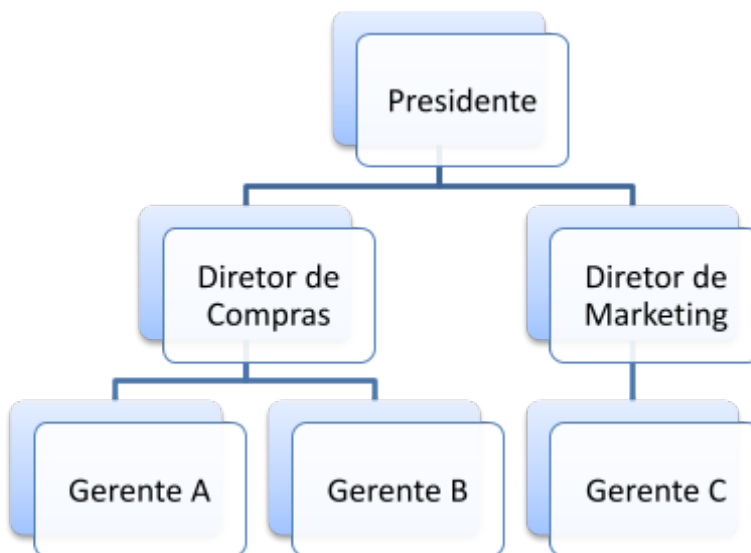 Presidente
Diretor de
Compras
Diretor de
Marketing
Gerente A
Gerente B
Gerente C